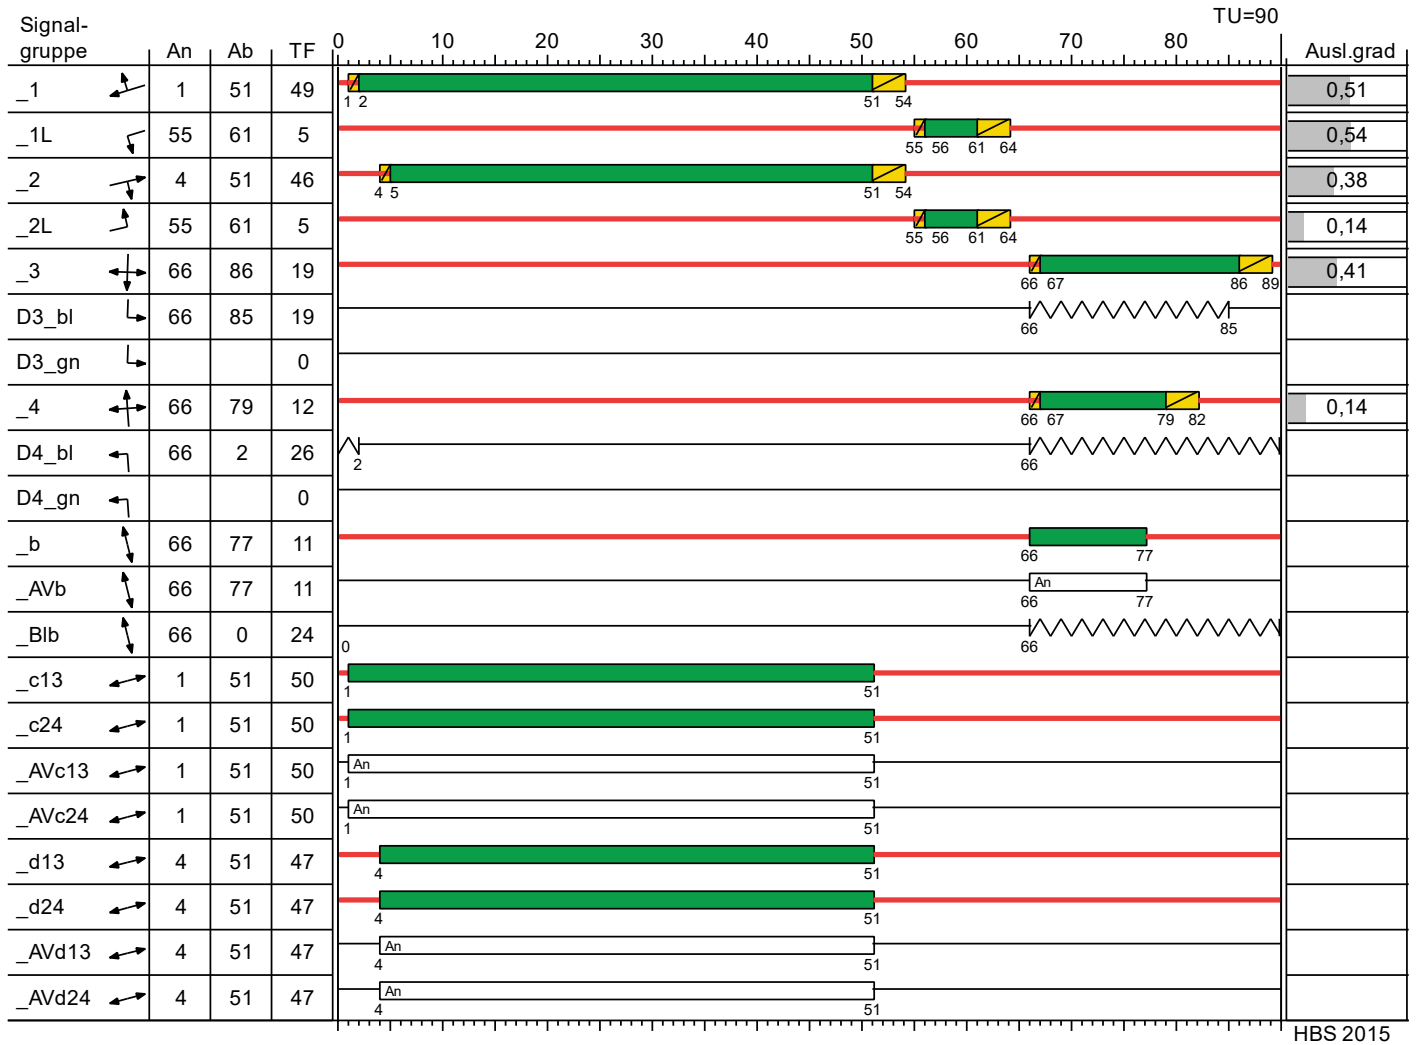 TU=90
Signal-
gruppe An Ab TF 0 10 20 30 40 50 60 70 80 Ausl.grad
_1 1 51 49 0,51
1 2 51 54
_1L 55 61 5 0,54
55 56 61 64
_2 4 51 46 0,38
4 5 51 54
_2L 55 61 5 0,14
55 56 61 64
_3 66 86 19 0,41
66 67 86 89
D3_bl 66 85 19
66 85
D3_gn 0
_4 66 79 12 0,14
66 67 79 82
D4_bl 66 2 26
2 66
D4_gn 0
_b 66 77 11
66 77
_AVb 66 77 11 An
66 77
_Blb 66 0 24
0 66
_c13 1 51 50
1 51
_c24 1 51 50
1 51
_AVc13 1 51 50 An
1 51
_AVc24 1 51 50 An
1 51
_d13 4 51 47
4 51
_d24 4 51 47
4 51
_AVd13 4 51 47 An
4 51
_AVd24 4 51 47 An
4 51
HBS 2015